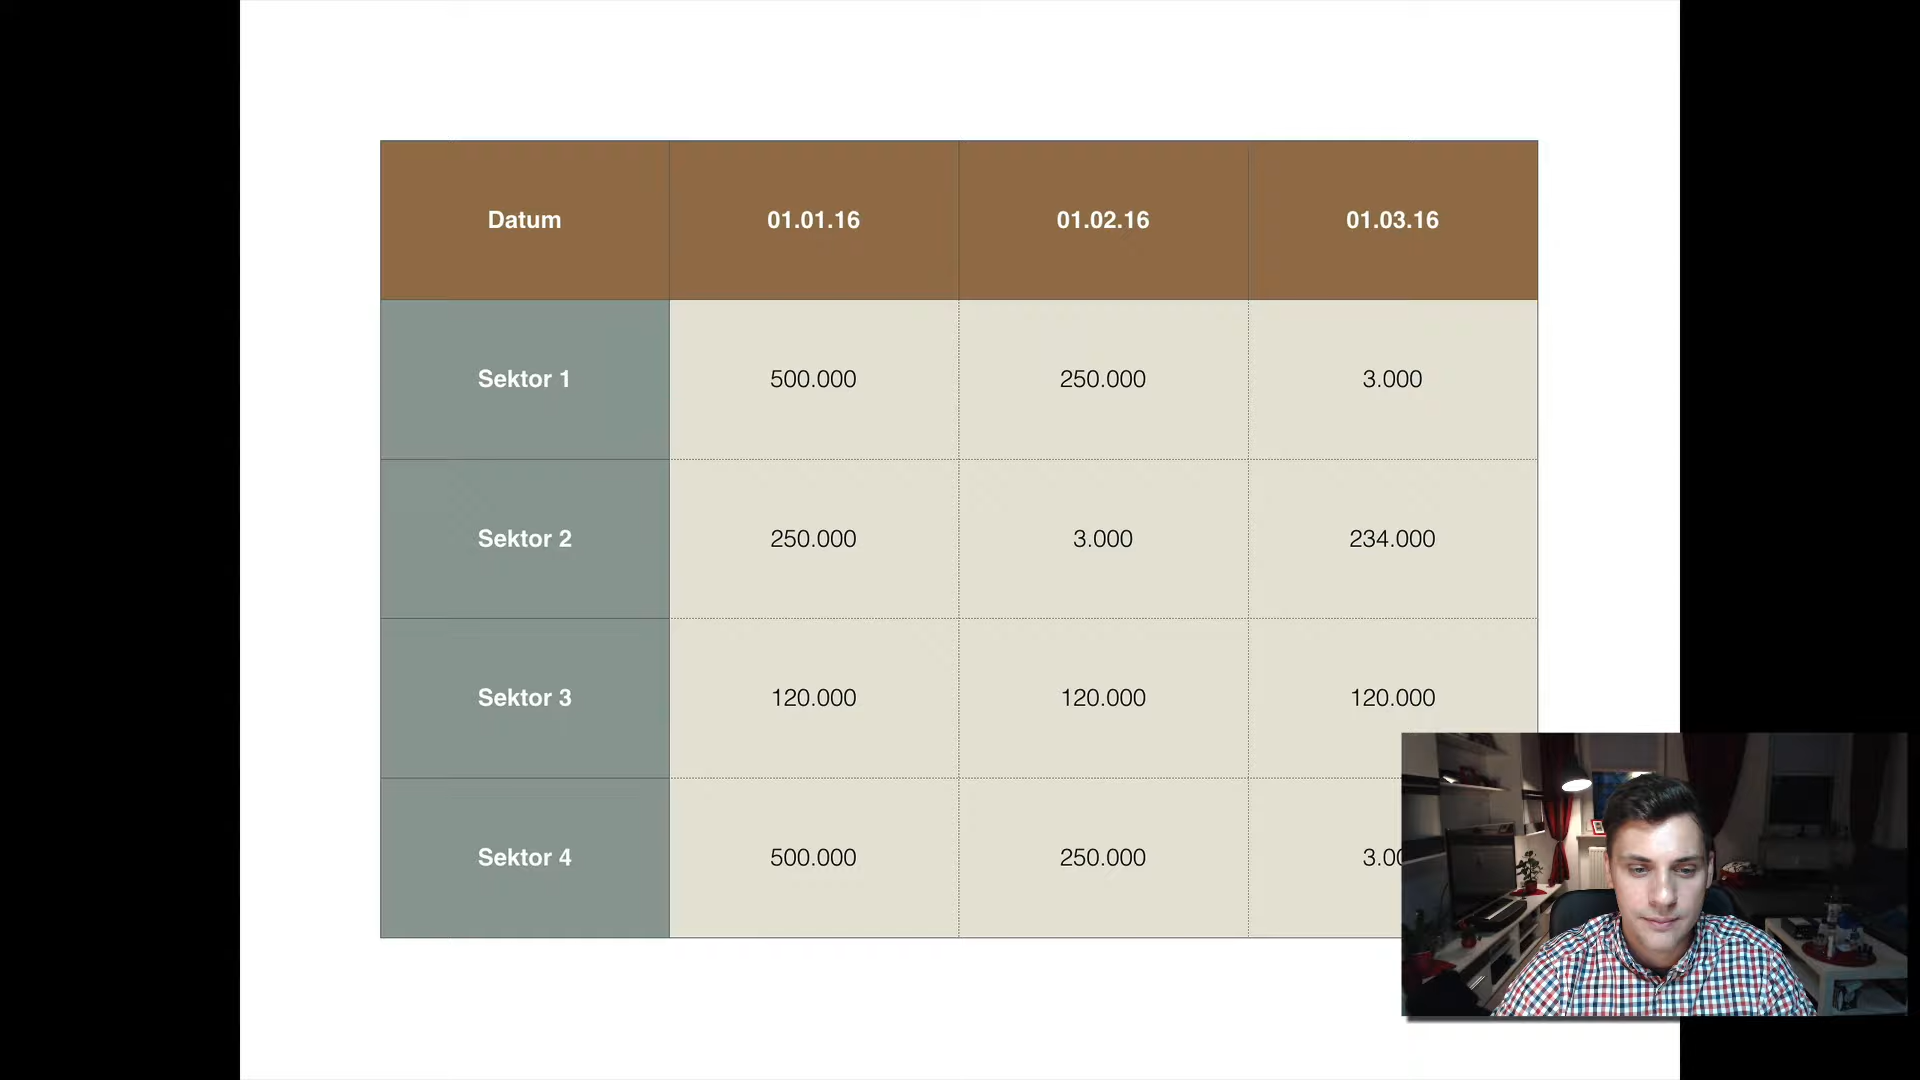 Datum 01.01.16 01.02.16 01.03.16
Sektor 1 500.000 250.000 3.000
Sektor 2 250.000 3.000 234.000
Sektor 3 120.000 120.000 120.000
Sektor 4 500.000 250.000